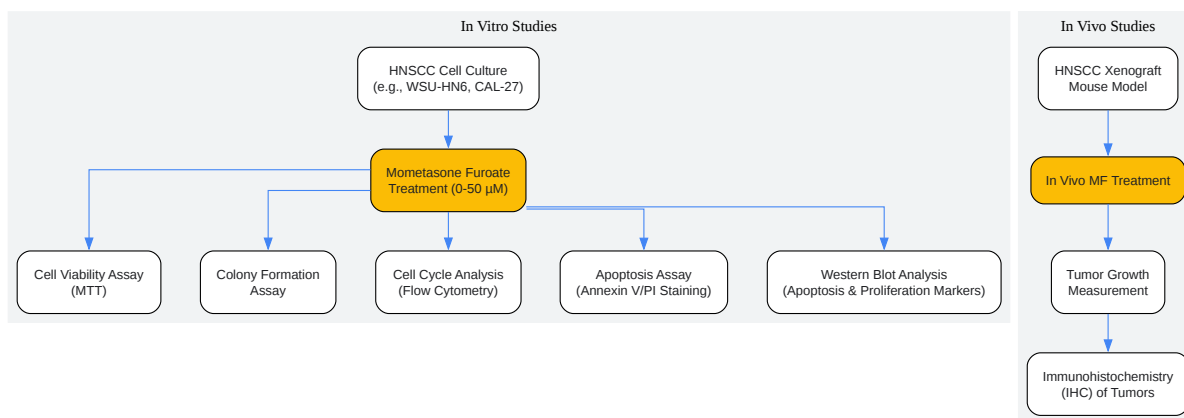 In Vitro Studies
HNSCC Cell Culture
(e.g., WSU-HN6, CAL-27)
Mometasone Furoate
Treatment (0-50 µM)
Cell Viability Assay
(MTT)
Colony Formation
Assay
Cell Cycle Analysis
(Flow Cytometry)
Apoptosis Assay
(Annexin V/PI Staining)
Western Blot Analysis
(Apoptosis & Proliferation Markers)
In Vivo Studies
HNSCC Xenograft
Mouse Model
In Vivo MF Treatment
Tumor Growth
Measurement
Immunohistochemistry
(IHC) of Tumors